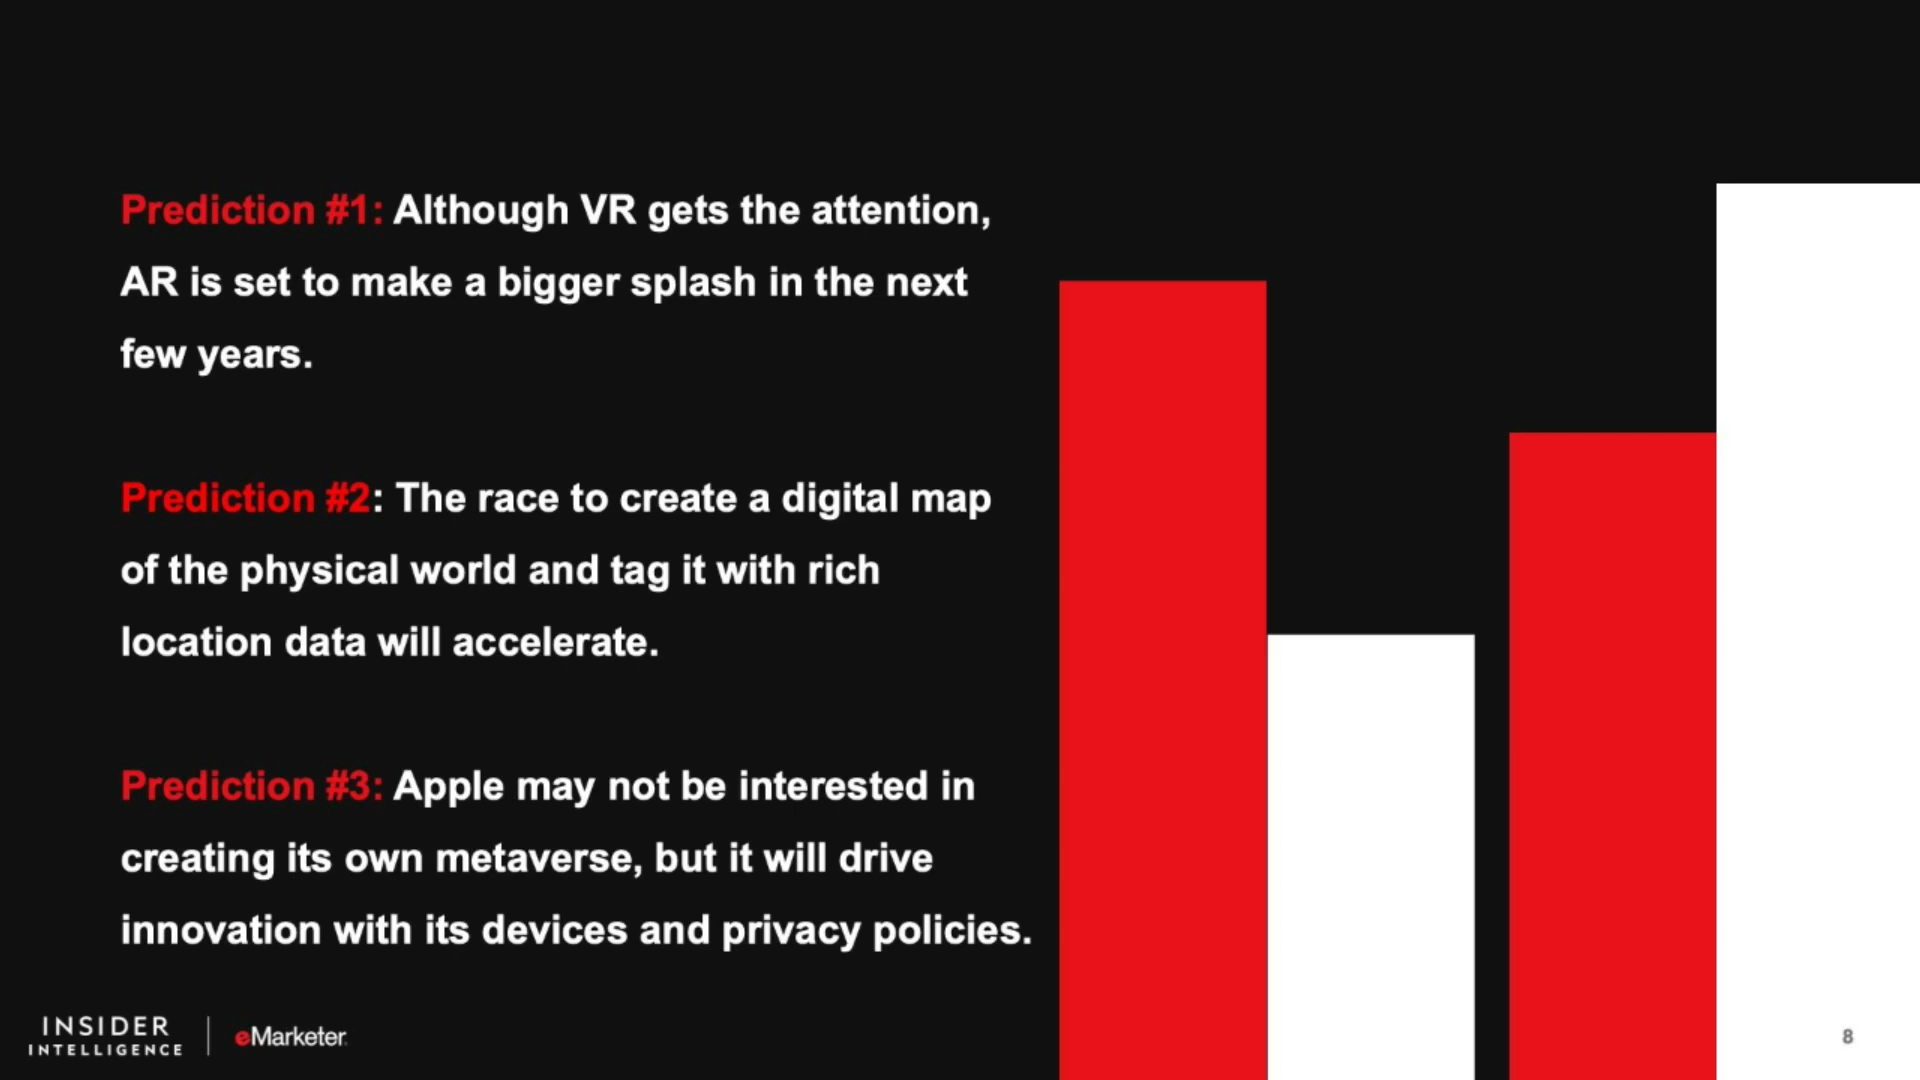 Prediction #1: Although VR gets the attention,
AR is set to make a bigger splash in the next
few years.
Prediction #2: The race to create a digital map
of the physical world and tag it with rich
location data will accelerate.
Prediction #3: Apple may not be interested in
creating its own metaverse, but it will drive
innovation with its devices and privacy policies.
INSIDER
INTELLIGENCE
eMarketer
8